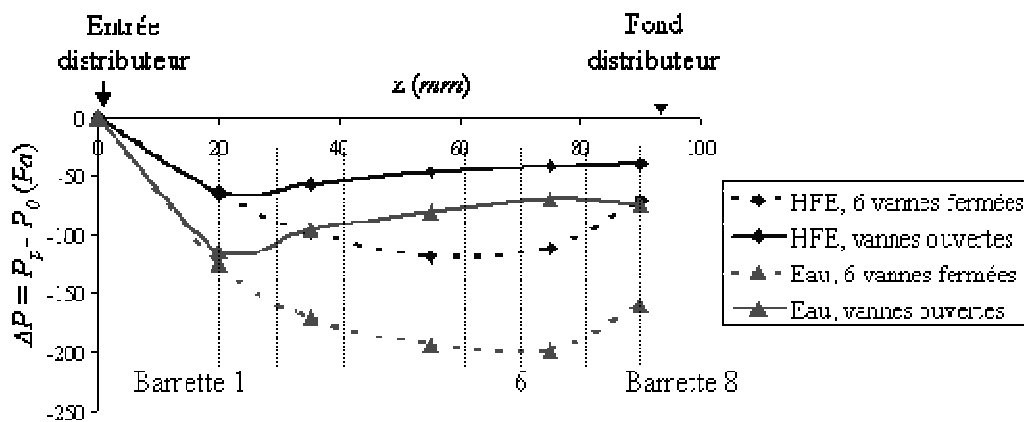 Entrée
distributeur
Fond
distributeur
z (mm)
0
0
20
40
60
80
100
-50
-100
-150
-200
-250
ΔP = Pp - P0 (Pa)
Barrette 1
6
Barrette 8
HFE, 6 vannes fermées
HFE, vannes ouvertes
Eau, 6 vannes fermées
Eau, vannes ouvertes